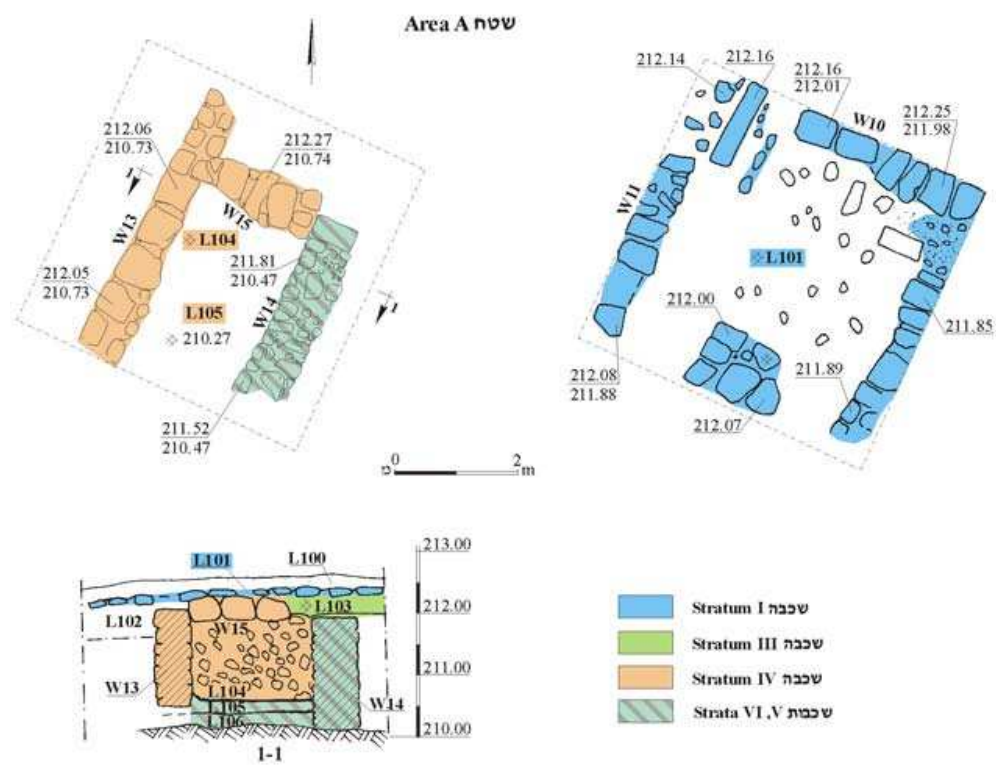 Area A שטח
212.06
210.73
212.27
210.74
1
W13
W15
L104
212.05
210.73
211.81
210.47
L105
210.27
W14
1
211.52
210.47
212.14
212.16
212.16
212.01
W10
212.25
211.98
W11
L101
212.00
211.85
211.89
212.08
211.88
212.07
0 2
מ m
213.00
L101
L100
L103
212.00
L102
W15
211.00
W13
L104
L105
W14
L106
210.00
1-1
Stratum I שכבה
Stratum III שכבה
Stratum IV שכבה
Strata VI, V שכבות